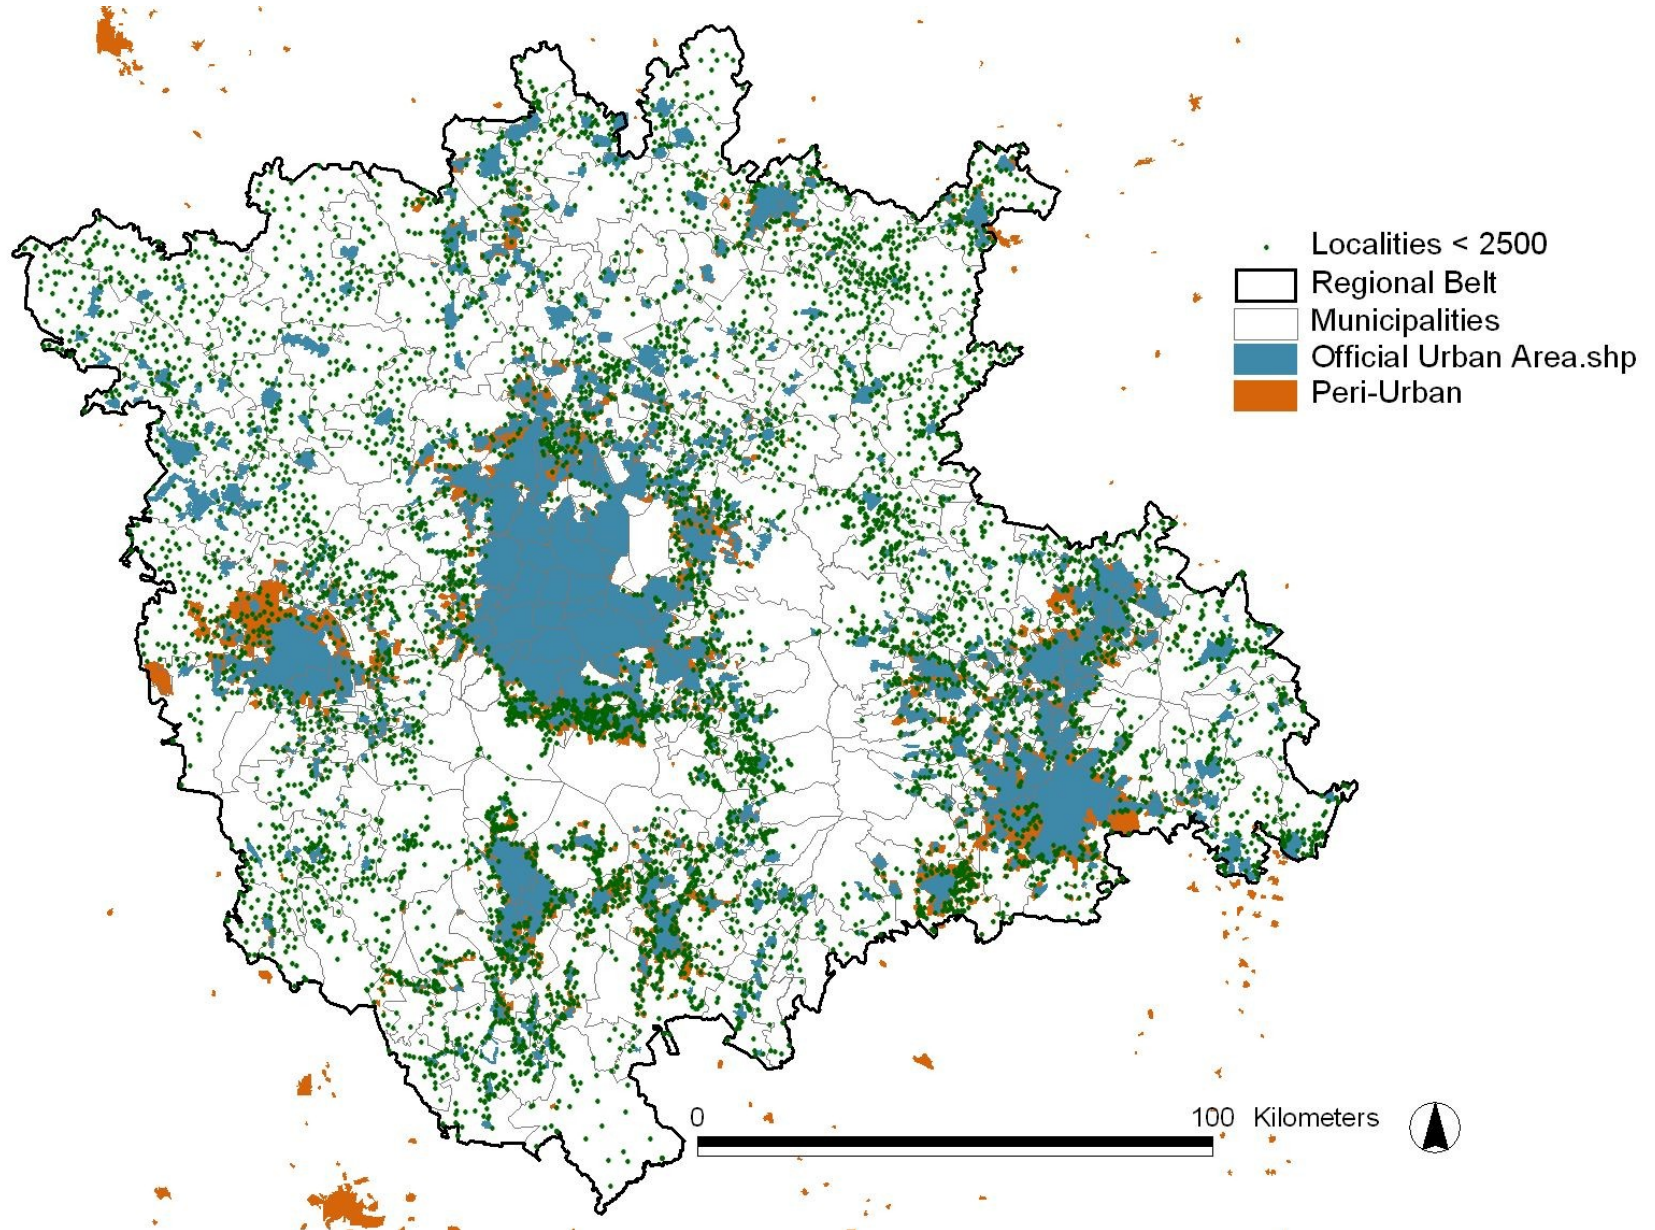 Localities < 2500
Regional Belt
Municipalities
Official Urban Area.shp
Peri-Urban
0 100 Kilometers